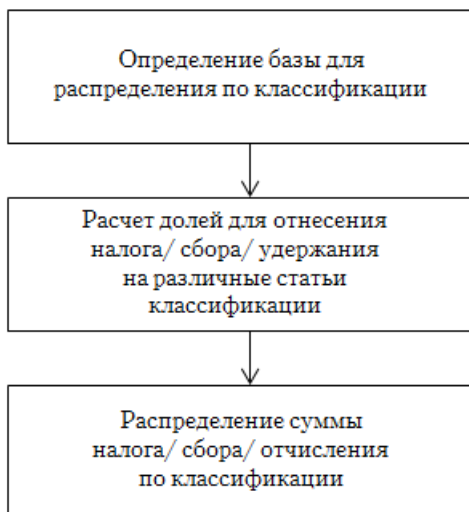 Определение базы для
распределения по классификации
Расчет долей для отнесения
налога/ сбора/ удержания
на различные статьи
классификации
Распределение суммы
налога/ сбора/ отчисления
по классификации